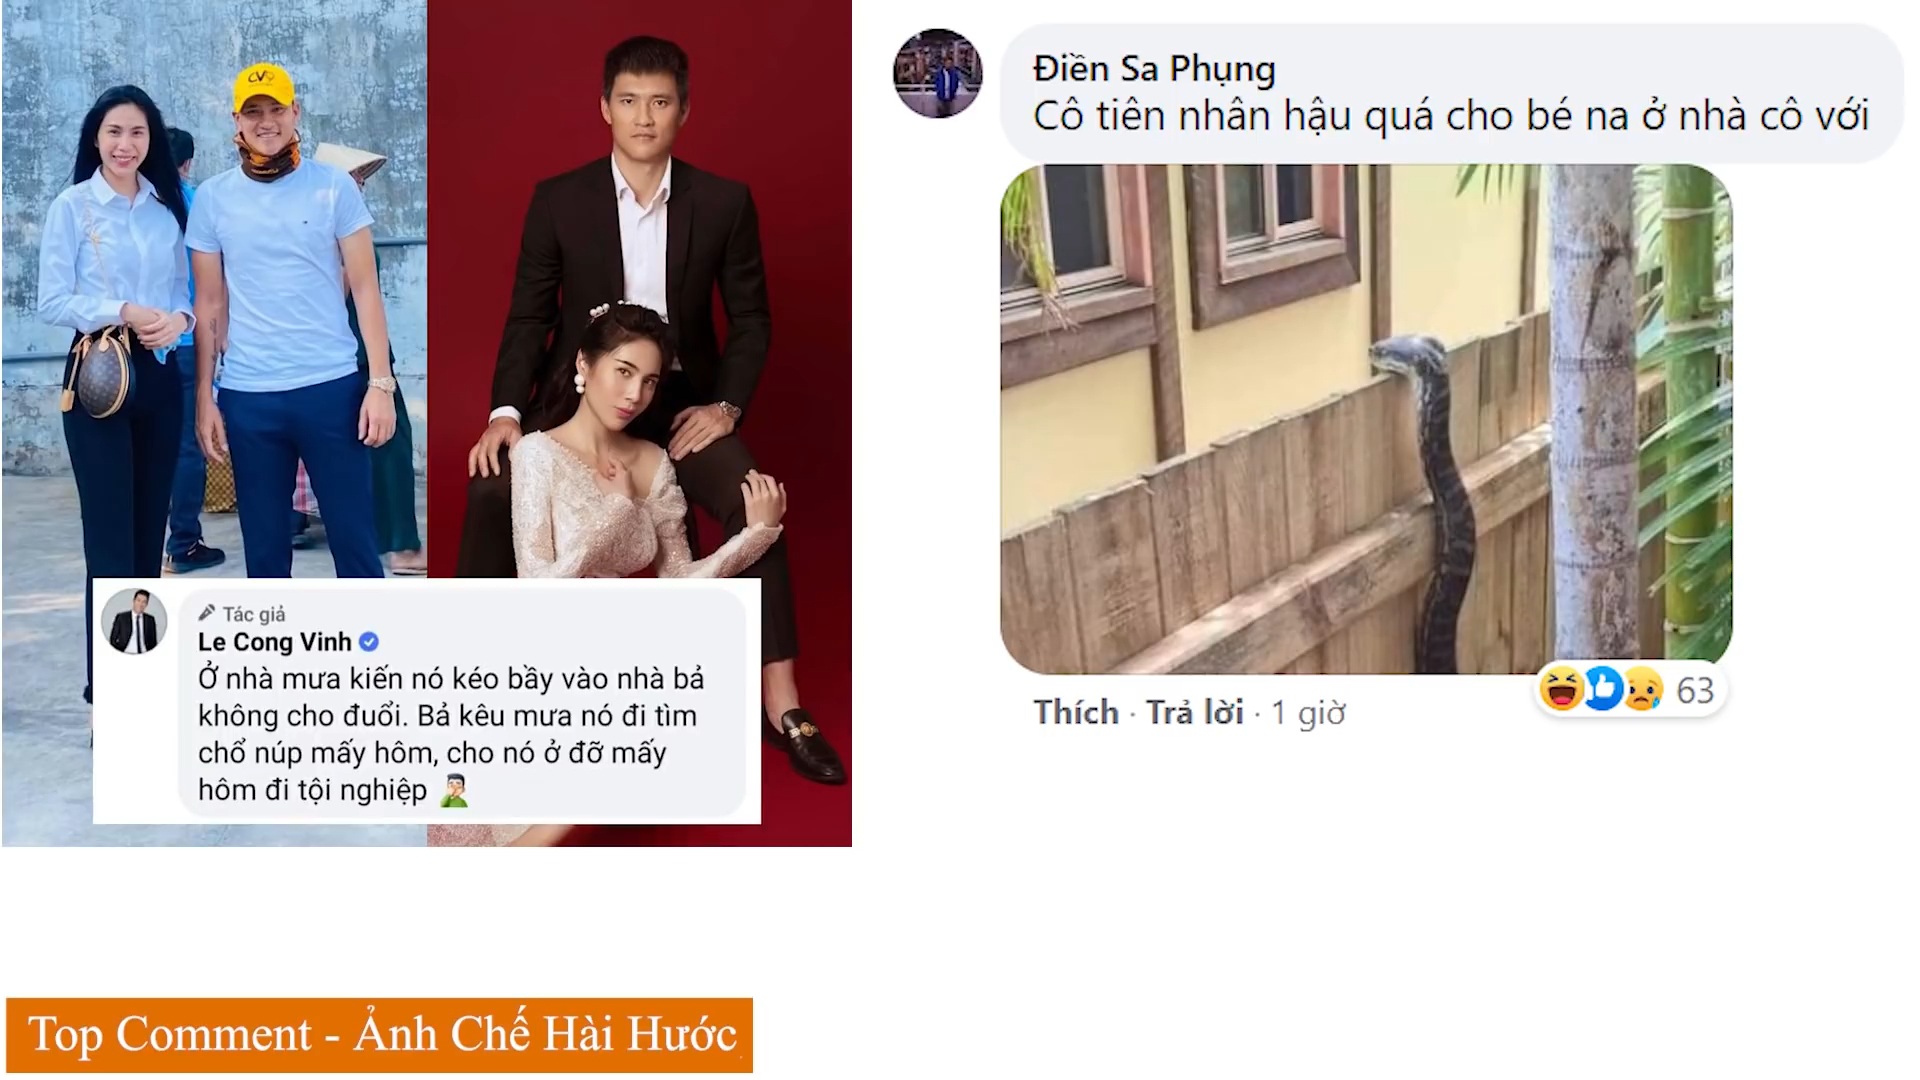 CV9
Tác giả
Le Cong Vinh
Ở nhà mưa kiến nó kéo bầy vào nhà bả
không cho đuổi. Bả kêu mưa nó đi tìm
chổ núp mấy hôm, cho nó ở đỡ mấy
hôm đi tội nghiệp
Điền Sa Phụng
Cô tiên nhân hậu quá cho bé na ở nhà cô với
Thích · Trả lời · 1 giờ
63
Top Comment - Ảnh Chế Hài Hước